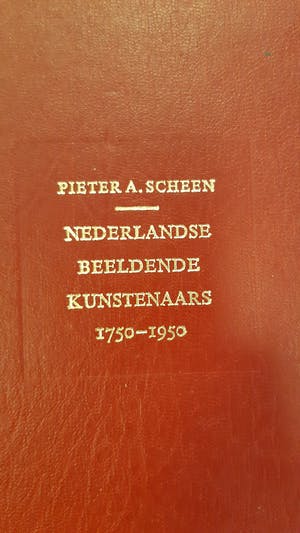 PIETER A. SCHEEN
NEDERLANDSE
BEELDENDE
KUNSTENAARS
1750–1950